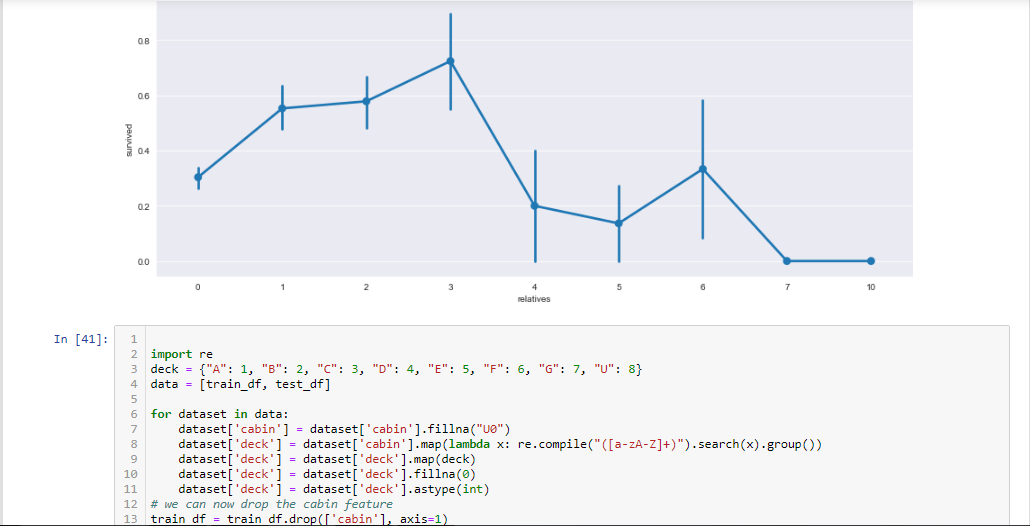 0.8
0.6
survived
0.4
0.2
0.0
0 1 2 3 4 5 6 7 10
relatives
In [41]:
1
2 import re
3 deck = {"A": 1, "B": 2, "C": 3, "D": 4, "E": 5, "F": 6, "G": 7, "U": 8}
4 data = [train_df, test_df]
5
6 for dataset in data:
7     dataset['cabin'] = dataset['cabin'].fillna("U0")
8     dataset['deck'] = dataset['cabin'].map(lambda x: re.compile("([a-zA-Z]+)").search(x).group())
9     dataset['deck'] = dataset['deck'].map(deck)
10     dataset['deck'] = dataset['deck'].fillna(0)
11     dataset['deck'] = dataset['deck'].astype(int)
12 # we can now drop the cabin feature
13 train_df = train_df.drop(['cabin'], axis=1)